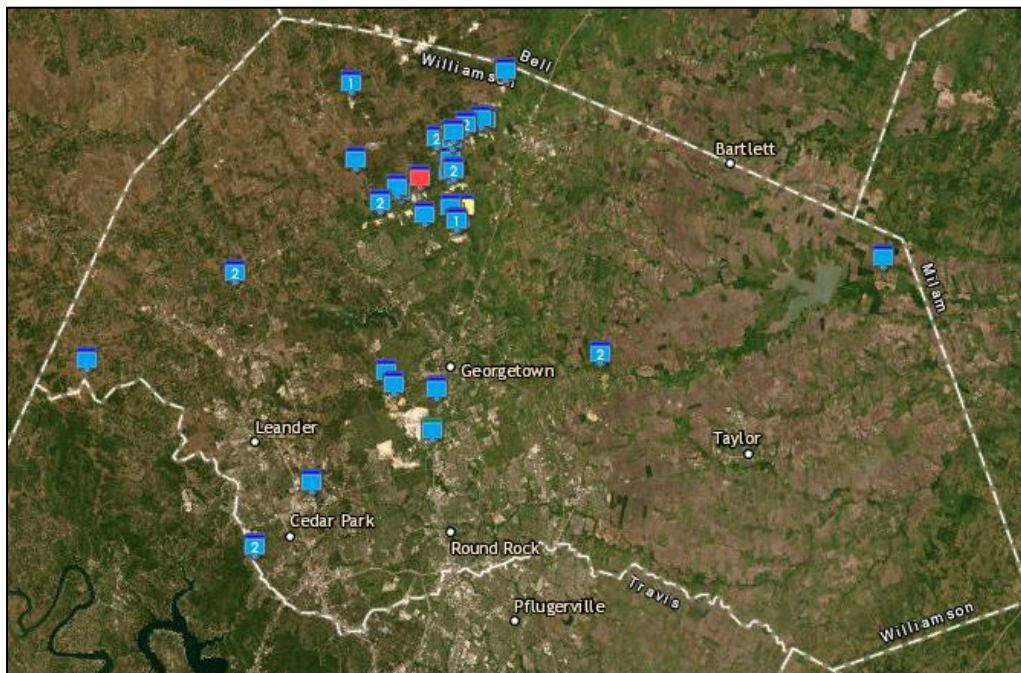 Bell
Williamson
1
2
2
2
Bartlett
2
1
2
Milam
2
Georgetown
Leander
Taylor
Cedar Park
2
Round Rock
Travis
Pflugerville
Williamson